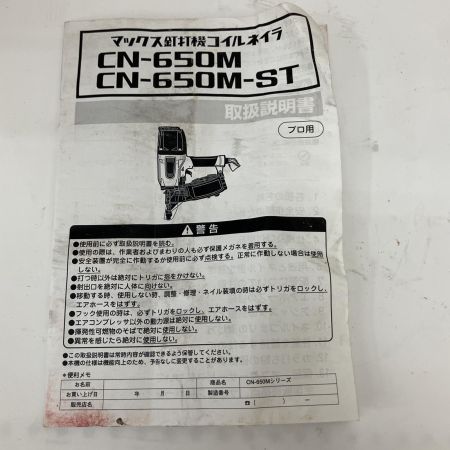 マックス釘打機コイルネイラ
CN-650M
CN-650M-ST
取扱説明書
プロ用
警告
●使用前に必ず取扱説明書を読む。
●使用の際は、作業者およびまわりの人も必ず保護メガネを着用する。
●安全装置が完全に作動するか使用前に必ず点検する。正常に作動しない場合は使用
しない。
●打つ時以外は絶対にトリガに指をかけない。
●射出口を絶対に人体に向けない。
●移動する時、使用しない時、調整・修理・ネイル装填の時は必ずトリガをロックし、
エアホースをはずす。
●フック使用の時は、必ずトリガをロックし、エアホースをはずす。
●エアコンプレッサ以外の動力源は絶対に使用しない。
●揮発性可燃物のそばで絶対に使用しない。
●異常を感じたら絶対に使用しない。
●この取扱説明書は常時内容が確認できるよう保管してください。
●本機の仕様は機能向上のため、予告なしに変更することがあります。
＊便利メモ
お名前 商品名 CN-650Mシリーズ
お買い上げ日 年 月 日 製造番号
販売店名 ☎ ( ) ー